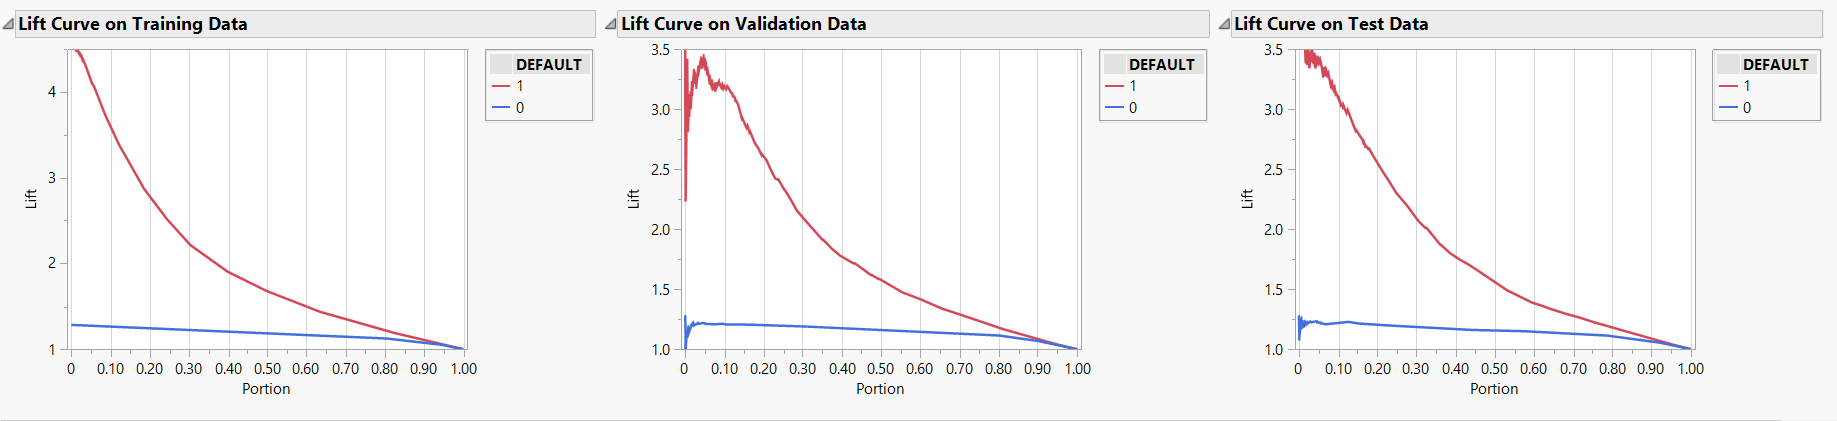 Lift Curve on Training Data
4
3
2
1
Lift
0 0.10 0.20 0.30 0.40 0.50 0.60 0.70 0.80 0.90 1.00
Portion
DEFAULT
1
0
Lift Curve on Validation Data
3.5
3.0
2.5
2.0
1.5
1.0
Lift
0 0.10 0.20 0.30 0.40 0.50 0.60 0.70 0.80 0.90 1.00
Portion
DEFAULT
1
0
Lift Curve on Test Data
3.5
3.0
2.5
2.0
1.5
1.0
Lift
0 0.10 0.20 0.30 0.40 0.50 0.60 0.70 0.80 0.90 1.00
Portion
DEFAULT
1
0